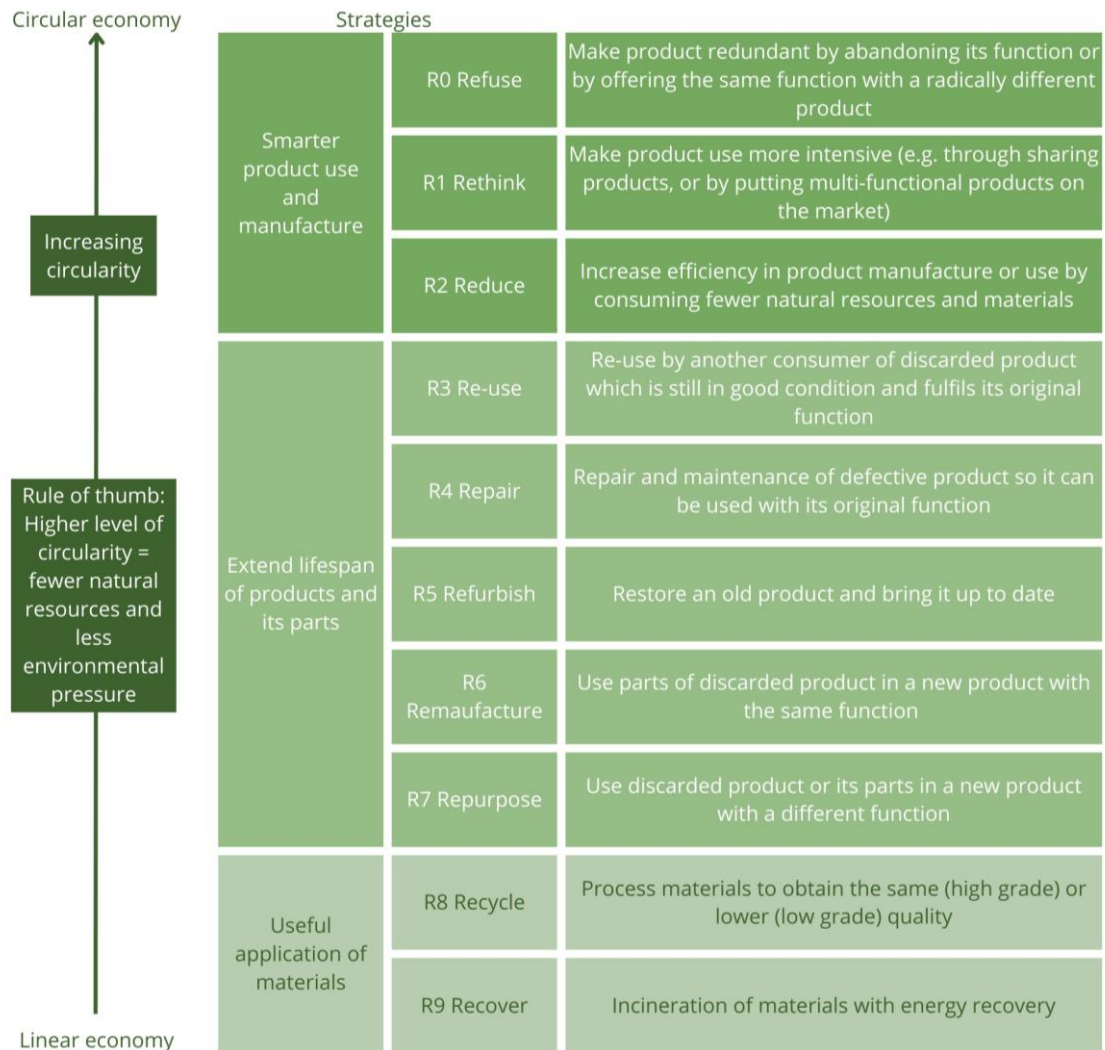 Circular economy
Strategies
Increasing
circularity
Rule of thumb:
Higher level of
circularity =
fewer natural
resources and
less
environmental
pressure
Linear economy
Smarter
product use
and
manufacture
R0 Refuse
Make product redundant by abandoning its function or
by offering the same function with a radically different
product
R1 Rethink
Make product use more intensive (e.g. through sharing
products, or by putting multi-functional products on
the market)
R2 Reduce
Increase efficiency in product manufacture or use by
consuming fewer natural resources and materials
Extend lifespan
of products and
its parts
R3 Re-use
Re-use by another consumer of discarded product
which is still in good condition and fulfils its original
function
R4 Repair
Repair and maintenance of defective product so it can
be used with its original function
R5 Refurbish
Restore an old product and bring it up to date
R6
Remaufacture
Use parts of discarded product in a new product with
the same function
R7 Repurpose
Use discarded product or its parts in a new product
with a different function
Useful
application of
materials
R8 Recycle
Process materials to obtain the same (high grade) or
lower (low grade) quality
R9 Recover
Incineration of materials with energy recovery